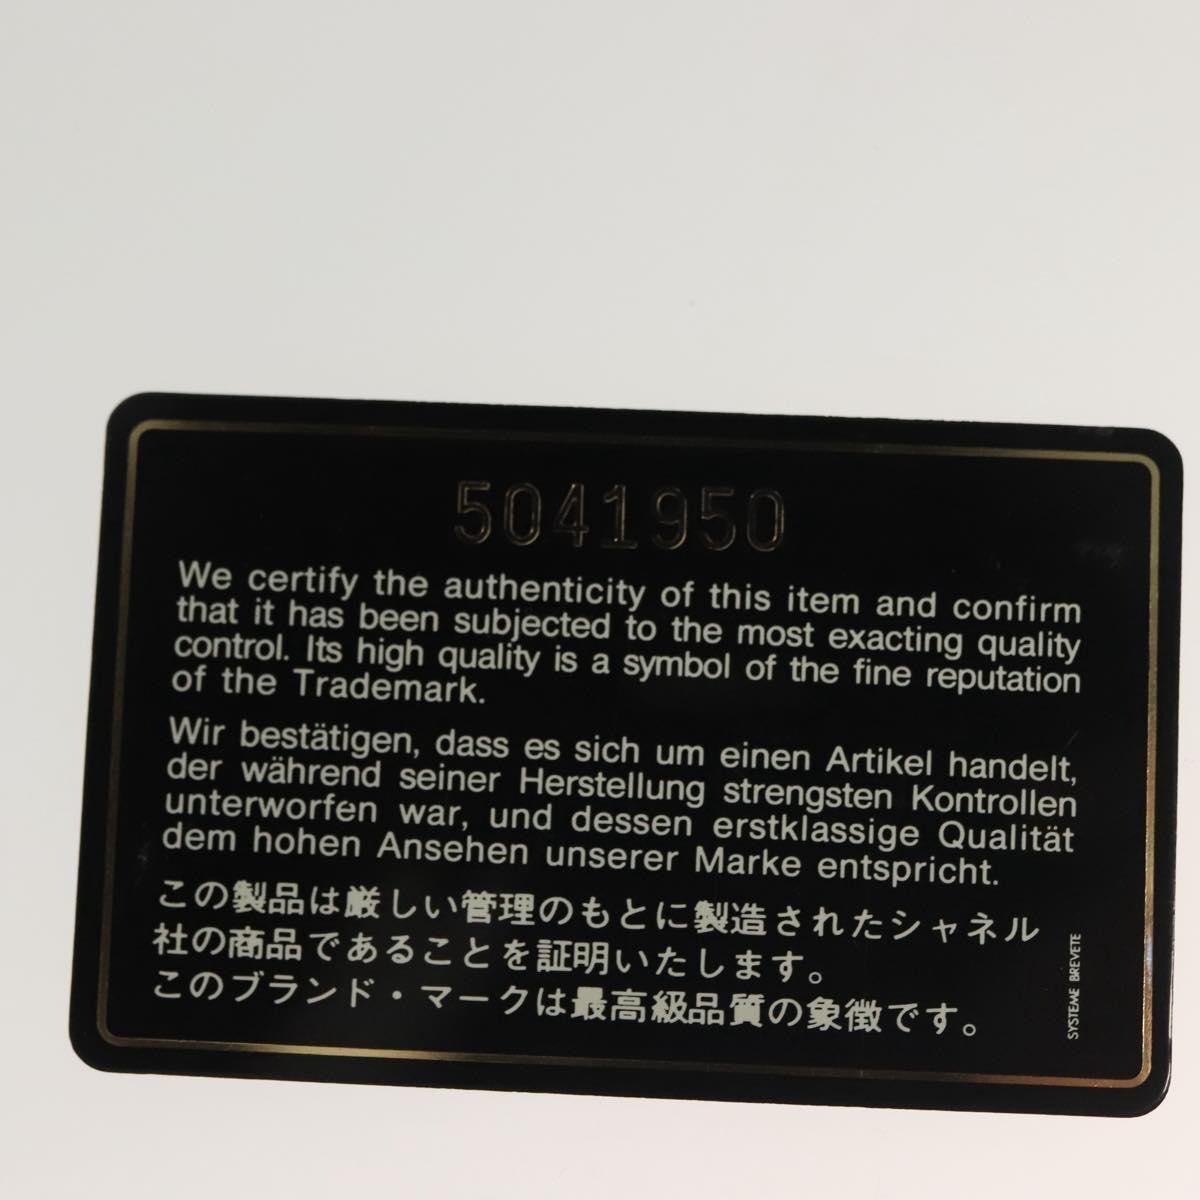 5041950
We certify the authenticity of this item and confirm
that it has been subjected to the most exacting quality
control. Its high quality is a symbol of the fine reputation
of the Trademark.
Wir bestätigen, dass es sich um einen Artikel handelt,
der während seiner Herstellung strengsten Kontrollen
unterworfen war, und dessen erstklassige Qualität
dem hohen Ansehen unserer Marke entspricht.
この製品は厳しい管理のもとに製造されたシャネル
社の商品であることを証明いたします。
このブランド・マークは最高級品質の象徴です。
SYSTEME BREVETE